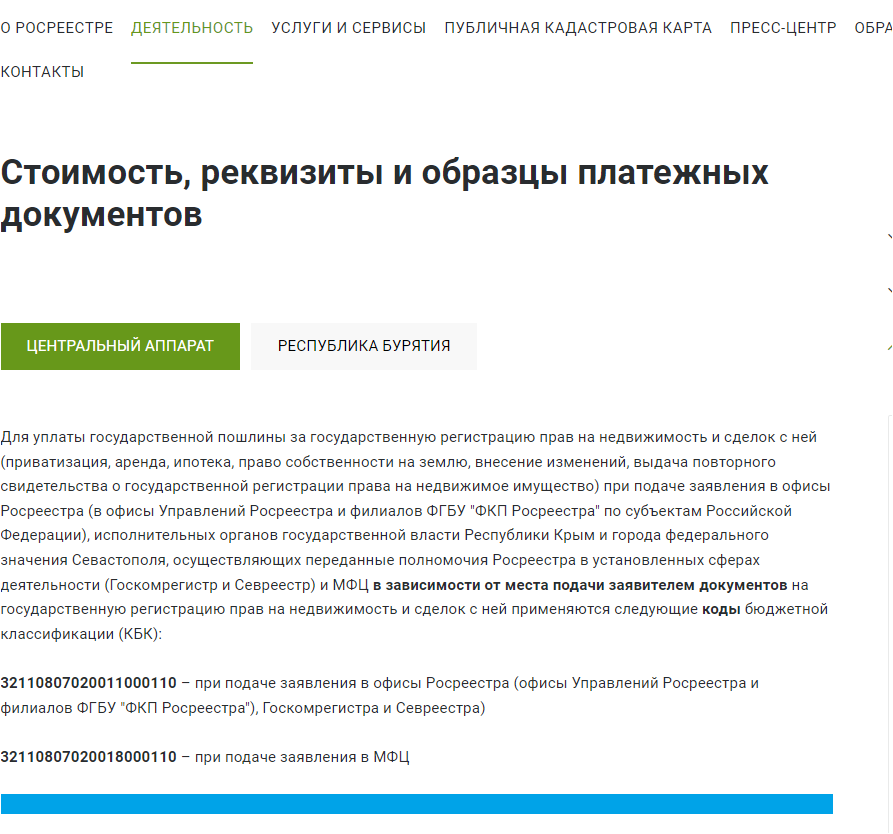 О РОСРЕЕСТРЕ ДЕЯТЕЛЬНОСТЬ УСЛУГИ И СЕРВИСЫ ПУБЛИЧНАЯ КАДАСТРОВАЯ КАРТА ПРЕСС-ЦЕНТР ОБРА
КОНТАКТЫ
Стоимость, реквизиты и образцы платежных
документов
ЦЕНТРАЛЬНЫЙ АППАРАТ РЕСПУБЛИКА БУРЯТИЯ
Для уплаты государственной пошлины за государственную регистрацию прав на недвижимость и сделок с ней
(приватизация, аренда, ипотека, право собственности на землю, внесение изменений, выдача повторного
свидетельства о государственной регистрации права на недвижимое имущество) при подаче заявления в офисы
Росреестра (в офисы Управлений Росреестра и филиалов ФГБУ "ФКП Росреестра" по субъектам Российской
Федерации), исполнительных органов государственной власти Республики Крым и города федерального
значения Севастополя, осуществляющих переданные полномочия Росреестра в установленных сферах
деятельности (Госкомрегистр и Севреестр) и МФЦ в зависимости от места подачи заявителем документов на
государственную регистрацию прав на недвижимость и сделок с ней применяются следующие коды бюджетной
классификации (КБК):
32110807020011000110 – при подаче заявления в офисы Росреестра (офисы Управлений Росреестра и
филиалов ФГБУ "ФКП Росреестра"), Госкомрегистра и Севреестра)
32110807020018000110 – при подаче заявления в МФЦ